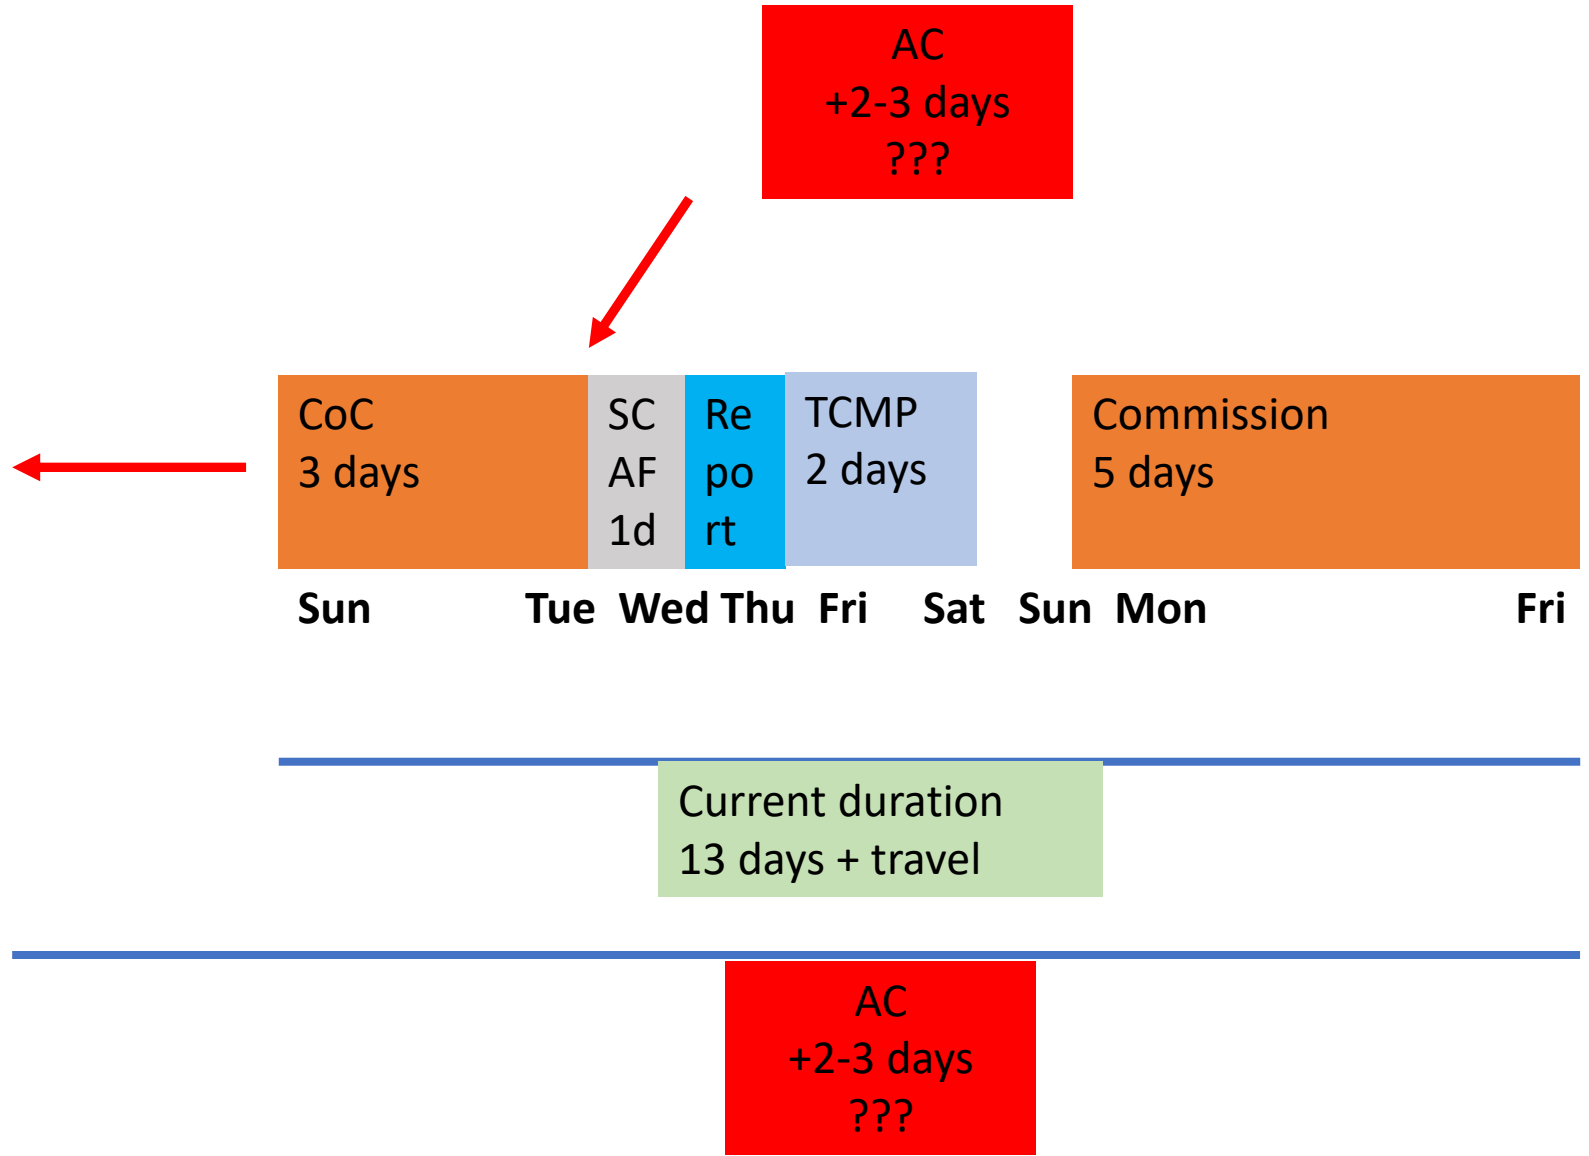 AC
+2-3 days
???
CoC
3 days
SC
AF
1d
Re
po
rt
TCMP
2 days
Commission
5 days
Sun Tue Wed Thu Fri Sat Sun Mon Fri
Current duration
13 days + travel
AC
+2-3 days
???